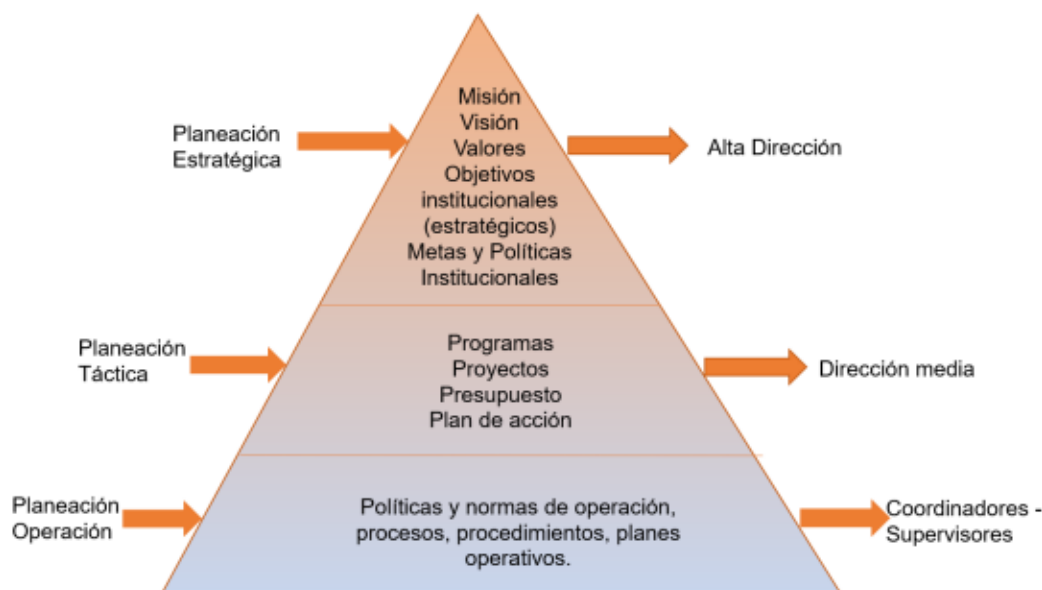 Misión
Visión
Valores
Objetivos
institucionales
(estratégicos)
Metas y Políticas
Institucionales
Planeación
Estratégica
Alta Dirección
Programas
Proyectos
Presupuesto
Plan de acción
Planeación
Táctica
Dirección media
Políticas y normas de operación,
procesos, procedimientos, planes
operativos.
Planeación
Operación
Coordinadores -
Supervisores